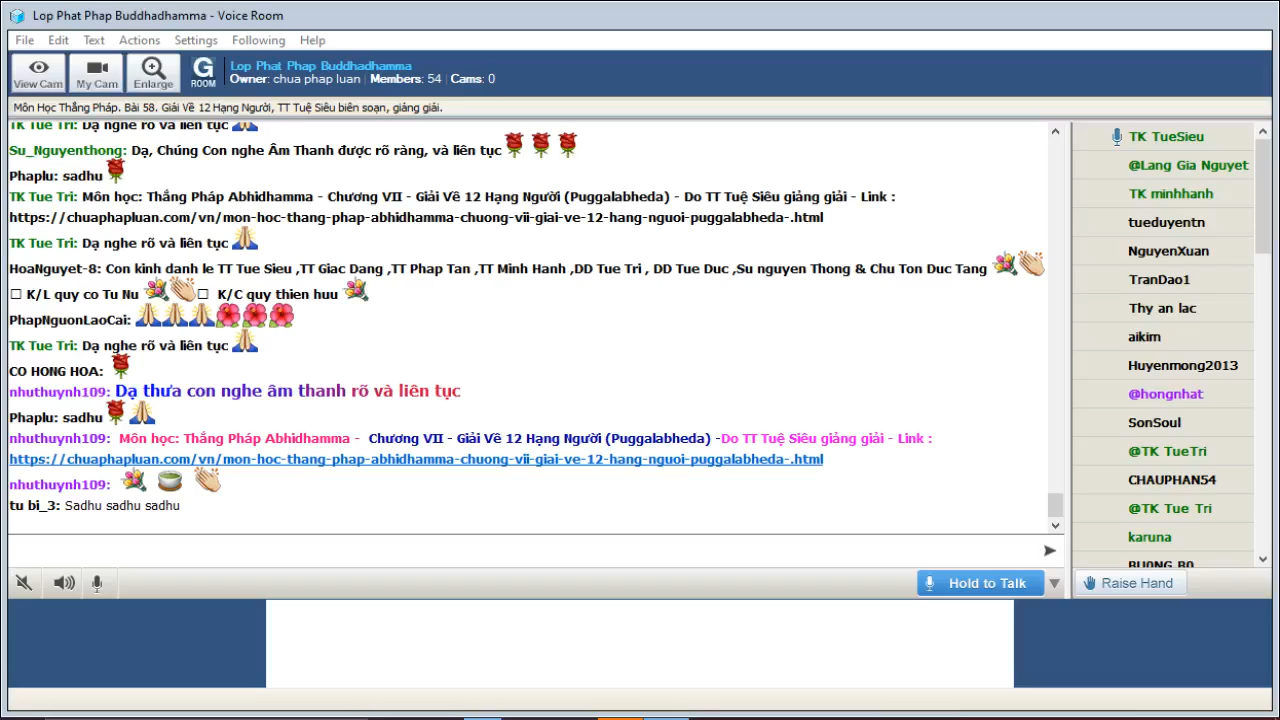 Lop Phat Phap Buddhadhamma - Voice Room
File Edit Text Actions Settings Following Help
View Cam My Cam Enlarge G ROOM
Lop Phat Phap Buddhadhamma
Owner: chua phap luan | Members: 54 | Cams: 0
Môn Học Thắng Pháp. Bài 58. Giải Về 12 Hạng Người, TT Tuệ Siêu biên soạn, giảng giải.
TK Tue Tri: Dạ nghe rõ và liên tục
Su_Nguyenthong: Dạ, Chúng Con nghe Âm Thanh được rõ ràng, và liên tục
Phaplu: sadhu
TK Tue Tri: Môn học: Thắng Pháp Abhidhamma - Chương VII - Giải Về 12 Hạng Người (Puggalabheda) - Do TT Tuệ Siêu giảng giải - Link :
https://chuaphapluan.com/vn/mon-hoc-thang-phap-abhidhamma-chuong-vii-giai-ve-12-hang-nguoi-puggalabheda-.html
TK Tue Tri: Dạ nghe rõ và liên tục
HoaNguyet-8: Con kinh danh le TT Tue Sieu ,TT Giac Dang ,TT Phap Tan ,TT Minh Hanh ,DD Tue Tri , DD Tue Duc ,Su nguyen Thong & Chu Ton Duc Tang
□ K/L quy co Tu Nu □ K/C quy thien huu
PhapNguonLaoCai:
TK Tue Tri: Dạ nghe rõ và liên tục
CO HONG HOA:
nhuthuynh109: Dạ thưa con nghe âm thanh rõ và liên tục
Phaplu: sadhu
nhuthuynh109: Môn học: Thắng Pháp Abhidhamma - Chương VII - Giải Về 12 Hạng Người (Puggalabheda) -Do TT Tuệ Siêu giảng giải - Link :
https://chuaphapluan.com/vn/mon-hoc-thang-phap-abhidhamma-chuong-vii-giai-ve-12-hang-nguoi-puggalabheda-.html
nhuthuynh109:
tu bi_3: Sadhu sadhu sadhu
Hold to Talk
TK TueSieu
@Lang Gia Nguyet
TK minhhanh
tueduyentn
NguyenXuan
TranDao1
Thy an lac
aikim
Huyenmong2013
@hongnhat
SonSoul
@TK TueTri
CHAUPHAN54
@TK Tue Tri
karuna
Raise Hand